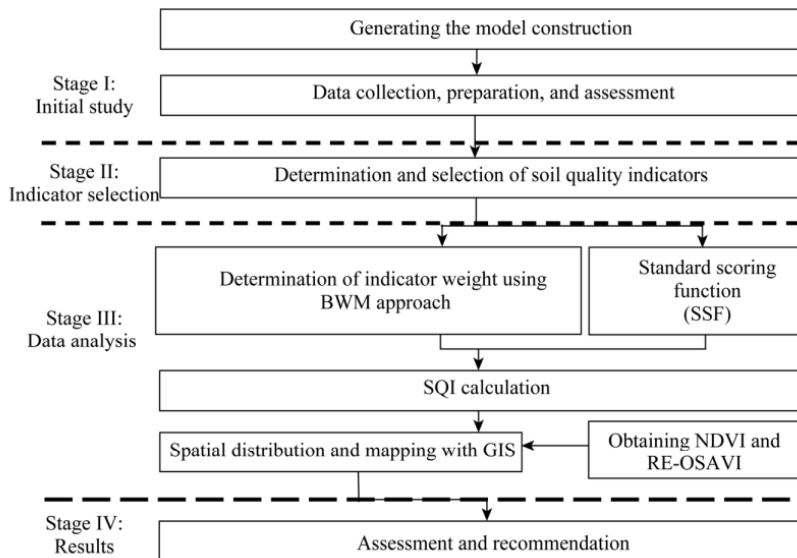 Generating the model construction
Stage I:
Initial study
Data collection, preparation, and assessment
Stage II:
Indicator selection
Determination and selection of soil quality indicators
Stage III:
Data analysis
Determination of indicator weight using
BWM approach
Standard scoring
function
(SSF)
SQI calculation
Spatial distribution and mapping with GIS
Obtaining NDVI and
RE-OSAVI
Stage IV:
Results
Assessment and recommendation